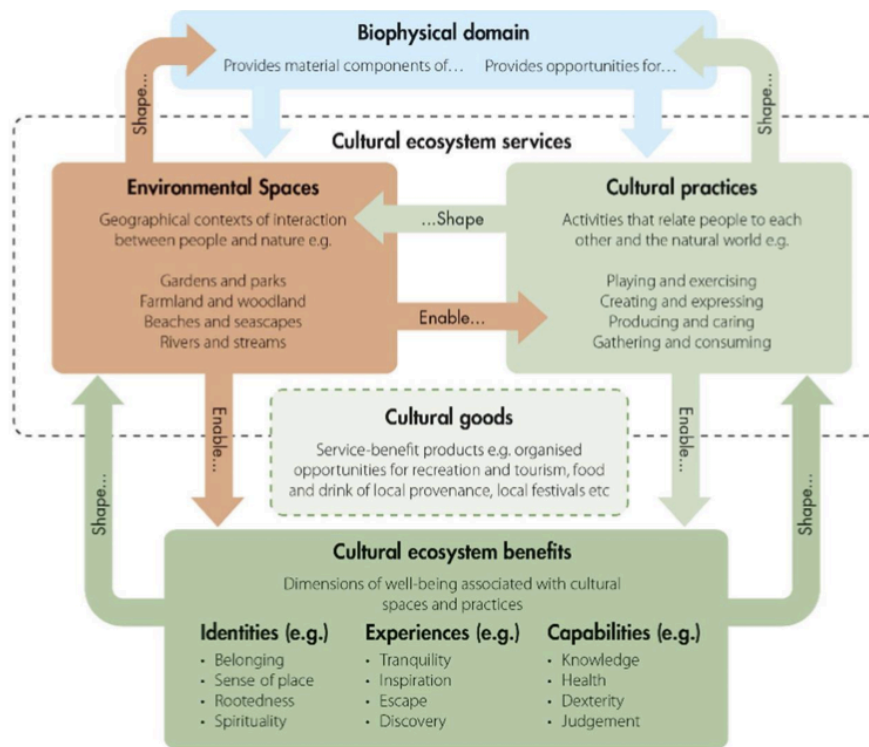 Biophysical domain
Provides material components of… Provides opportunities for…
Shape…
Shape…
Cultural ecosystem services
Environmental Spaces
Geographical contexts of interaction
between people and nature e.g.
Gardens and parks
Farmland and woodland
Beaches and seascapes
Rivers and streams
…Shape
Enable…
Cultural practices
Activities that relate people to each
other and the natural world e.g.
Playing and exercising
Creating and expressing
Producing and caring
Gathering and consuming
Shape…
Enable…
Cultural goods
Service-benefit products e.g. organised
opportunities for recreation and tourism, food
and drink of local provenance, local festivals etc
Enable…
Shape…
Cultural ecosystem benefits
Dimensions of well-being associated with cultural
spaces and practices
Identities (e.g.)
• Belonging
• Sense of place
• Rootedness
• Spirituality
Experiences (e.g.)
• Tranquility
• Inspiration
• Escape
• Discovery
Capabilities (e.g.)
• Knowledge
• Health
• Dexterity
• Judgement